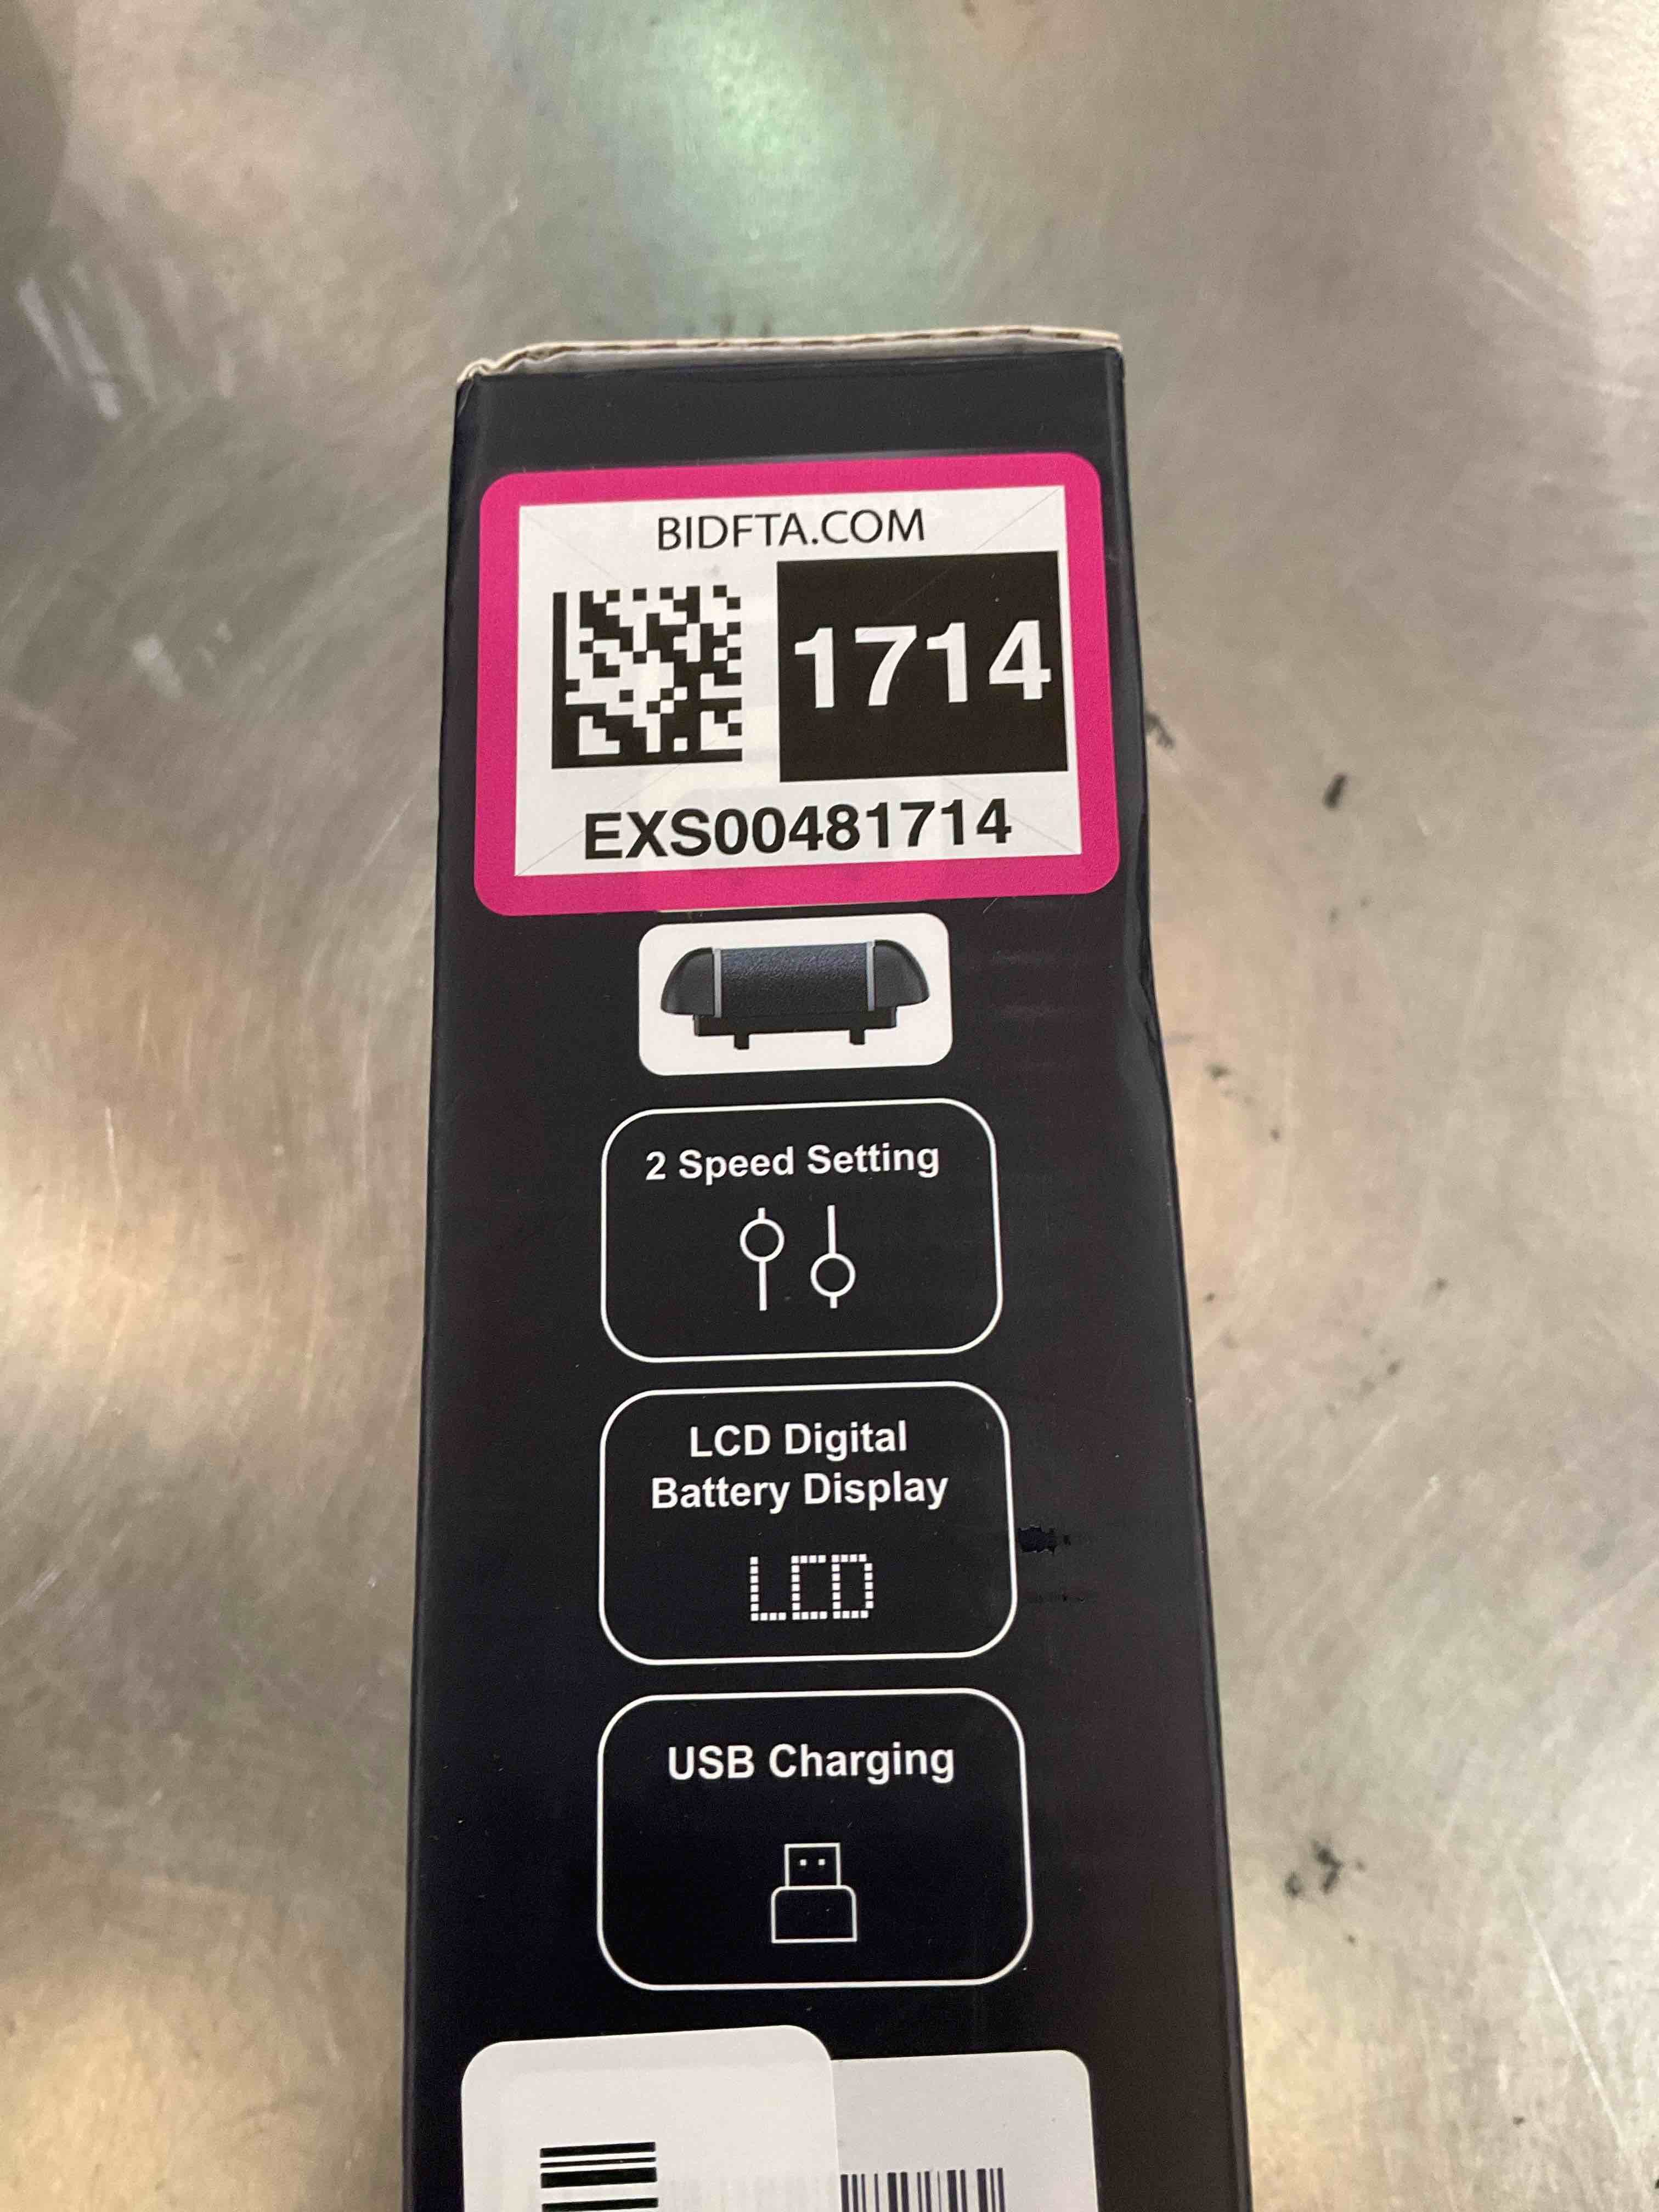 BIDFTA.COM
1714
EXS00481714
2 Speed Setting
LCD Digital
Battery Display
LCD
USB Charging